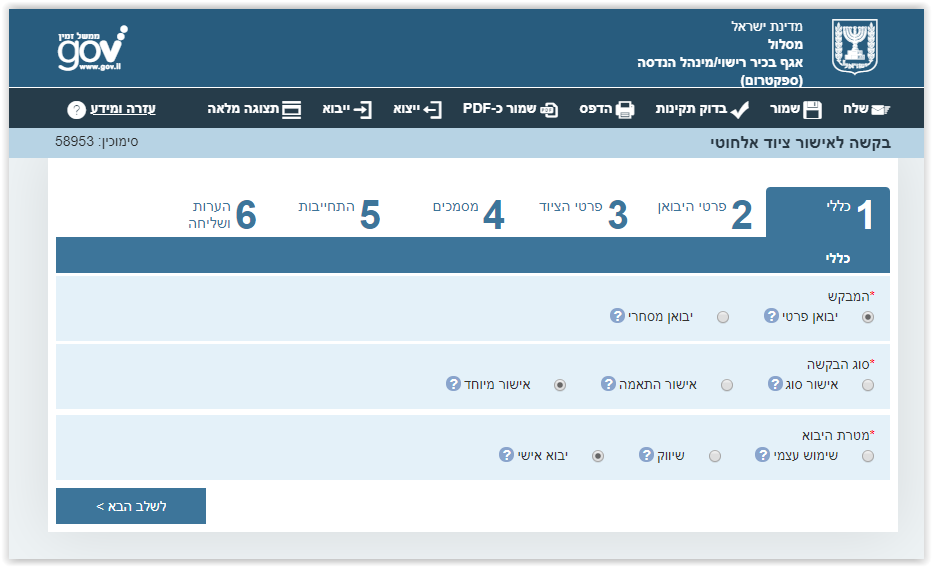 מדינת ישראל
מסלול
אגף בכיר רישוי/מינהל הנדסה
(ספקטרום)
ממשל זמין
gov
www.gov.il
שלח שמור בדוק תקינות הדפס שמור כ-PDF ייצוא ייבוא תצוגה מלאה עזרה ומידע ?
בקשה לאישור ציוד אלחוטי
סימוכין: 58953
1 כללי
2 פרטי היבואן
3 פרטי הציוד
4 מסמכים
5 התחייבות
6 הערות
ושליחה
כללי
*המבקש
יבואן פרטי ? יבואן מסחרי ?
*סוג הבקשה
אישור סוג ? אישור התאמה ? אישור מיוחד ?
*מטרת היבוא
שימוש עצמי ? שיווק ? יבוא אישי ?
לשלב הבא >